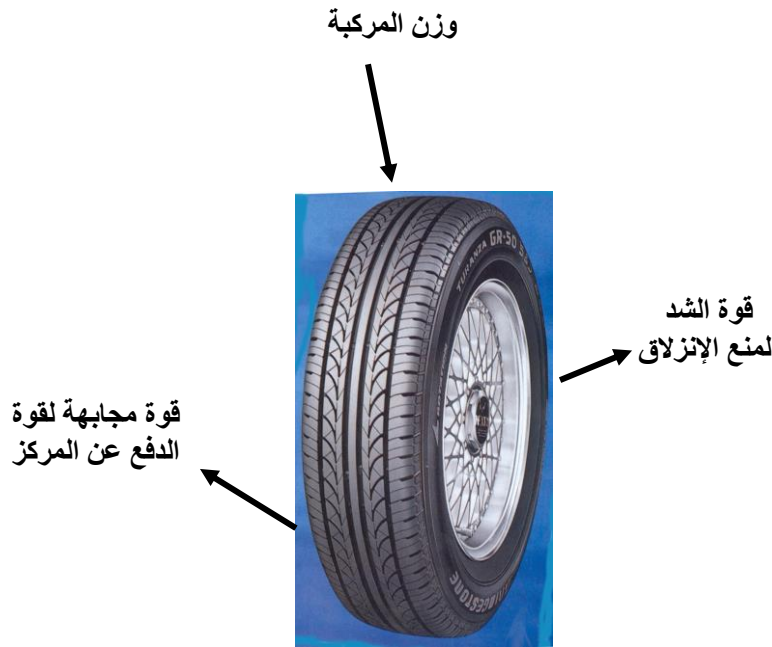 وزن المركبة
قوة الشد
لمنع الإنزلاق
قوة مجابهة لقوة
الدفع عن المركز
TURANZA GR-50
BRIDGESTONE